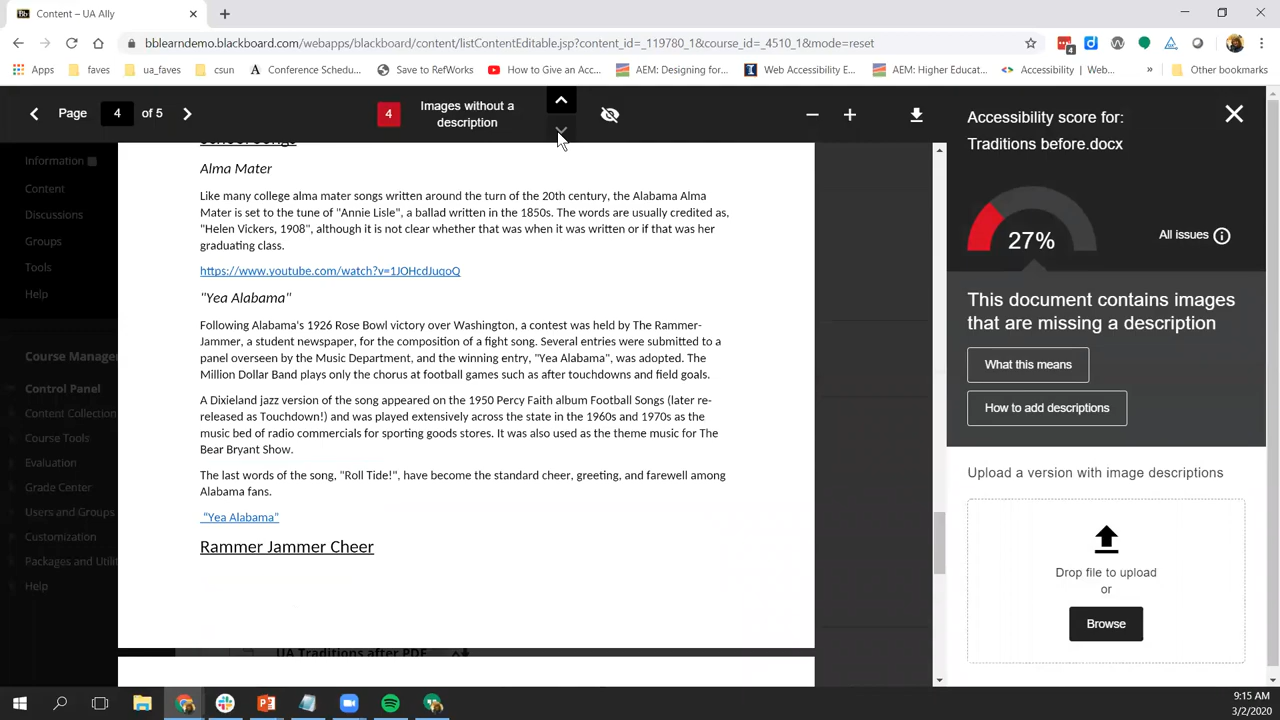 Content – UA Ally
bblearndemo.blackboard.com/webapps/blackboard/content/listContentEditable.jsp?content_id=_119780_1&course_id=_4510_1&mode=reset
4
Apps
faves
ua_faves
csun
Conference Schedu...
Save to RefWorks
How to Give an Acc...
AEM: Designing for...
Web Accessibility E...
AEM: Higher Educat...
Accessibility | Web...
»
Other bookmarks
Page 4 of 5
4
Images without a
description
Information
Content
Discussions
Groups
Tools
Help
Course Manager
Control Panel
Content Collection
Course Tools
Evaluation
Grade Center
Users and Groups
Customization
Packages and Utilit
Help
School Songs
Alma Mater
Like many college alma mater songs written around the turn of the 20th century, the Alabama Alma
Mater is set to the tune of "Annie Lisle", a ballad written in the 1850s. The words are usually credited as,
"Helen Vickers, 1908", although it is not clear whether that was when it was written or if that was her
graduating class.
https://www.youtube.com/watch?v=1JOHcdJuqoQ
"Yea Alabama"
Following Alabama's 1926 Rose Bowl victory over Washington, a contest was held by The Rammer-
Jammer, a student newspaper, for the composition of a fight song. Several entries were submitted to a
panel overseen by the Music Department, and the winning entry, "Yea Alabama", was adopted. The
Million Dollar Band plays only the chorus at football games such as after touchdowns and field goals.
A Dixieland jazz version of the song appeared on the 1950 Percy Faith album Football Songs (later re-
released as Touchdown!) and was played extensively across the state in the 1960s and 1970s as the
music bed of radio commercials for sporting goods stores. It was also used as the theme music for The
Bear Bryant Show.
The last words of the song, "Roll Tide!", have become the standard cheer, greeting, and farewell among
Alabama fans.
“Yea Alabama”
Rammer Jammer Cheer
UA Traditions after PDF
Accessibility score for:
Traditions before.docx
27%
All issues
This document contains images
that are missing a description
What this means
How to add descriptions
Upload a version with image descriptions
Drop file to upload
or
Browse
9:15 AM
3/2/2020